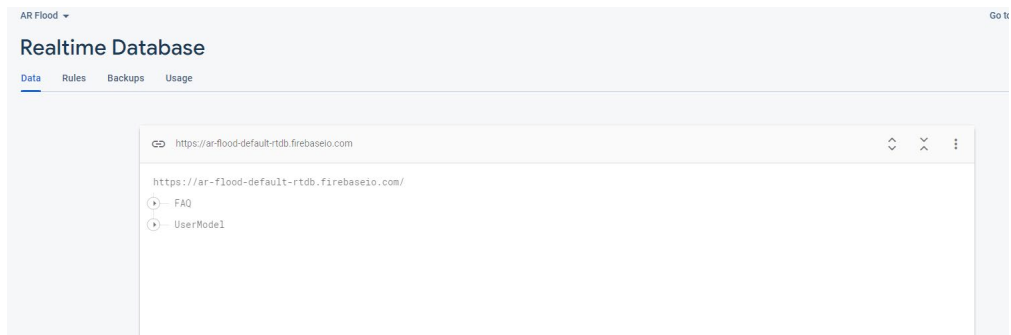 AR Flood
Realtime Database
Data Rules Backups Usage
https://ar-flood-default-rtdb.firebaseio.com
https://ar-flood-default-rtdb.firebaseio.com/
FAQ
UserModel